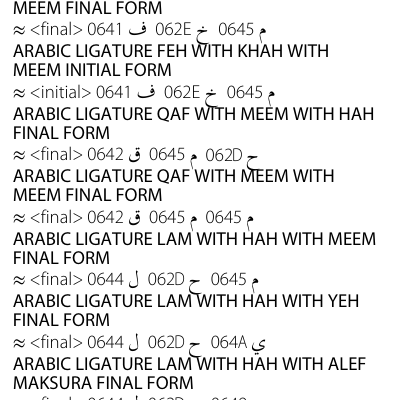 MEEM FINAL FORM
≈ <final> 0641 ف 062E خ 0645 م
ARABIC LIGATURE FEH WITH KHAH WITH
MEEM INITIAL FORM
≈ <initial> 0641 ف 062E خ 0645 م
ARABIC LIGATURE QAF WITH MEEM WITH HAH
FINAL FORM
≈ <final> 0642 ق 0645 م 062D ح
ARABIC LIGATURE QAF WITH MEEM WITH
MEEM FINAL FORM
≈ <final> 0642 ق 0645 م 0645 م
ARABIC LIGATURE LAM WITH HAH WITH MEEM
FINAL FORM
≈ <final> 0644 ل 062D ح 0645 م
ARABIC LIGATURE LAM WITH HAH WITH YEH
FINAL FORM
≈ <final> 0644 ل 062D ح 064A ي
ARABIC LIGATURE LAM WITH HAH WITH ALEF
MAKSURA FINAL FORM